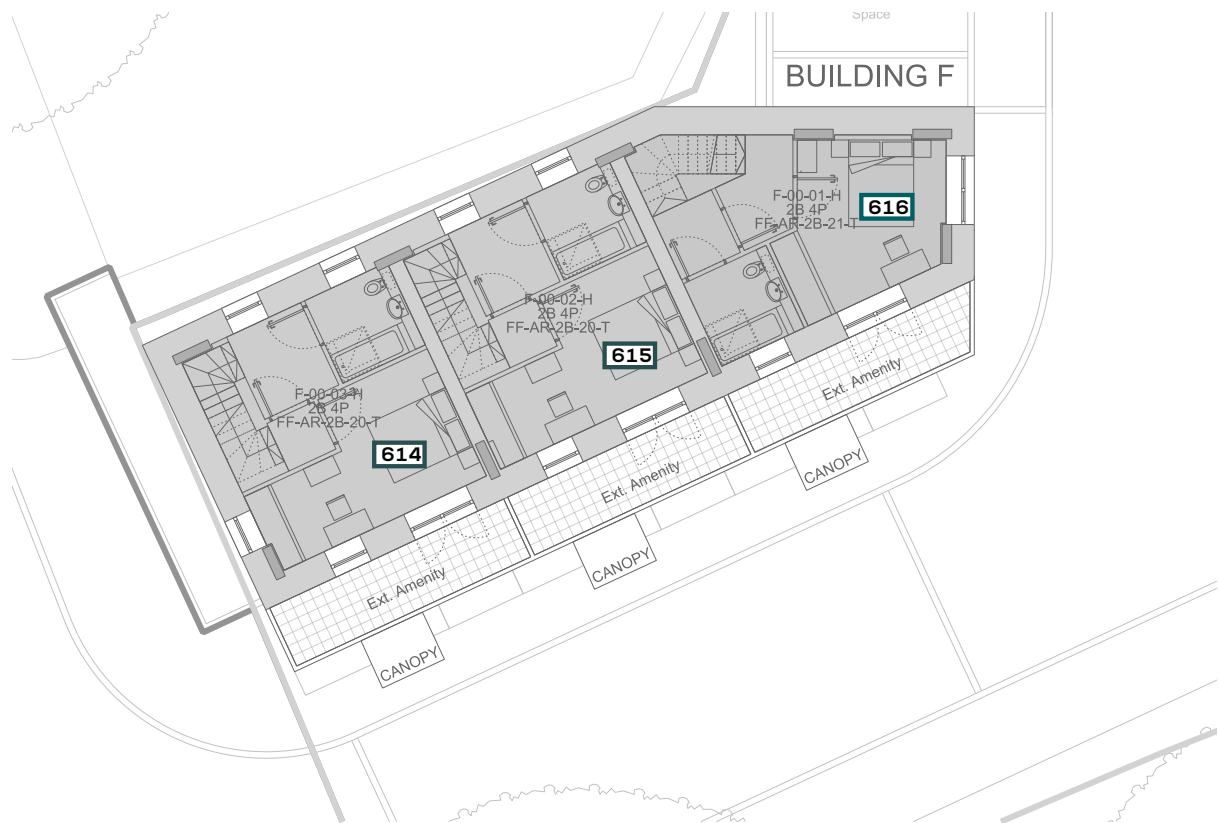 Space
BUILDING F
F-00-01-H
2B 4P
FF-AR-2B-21-T
616
F-00-02-H
2B 4P
FF-AR-2B-20-T
615
F-00-03-H
2B 4P
FF-AR-2B-20-T
614
Ext. Amenity
CANOPY
Ext. Amenity
CANOPY
Ext. Amenity
CANOPY